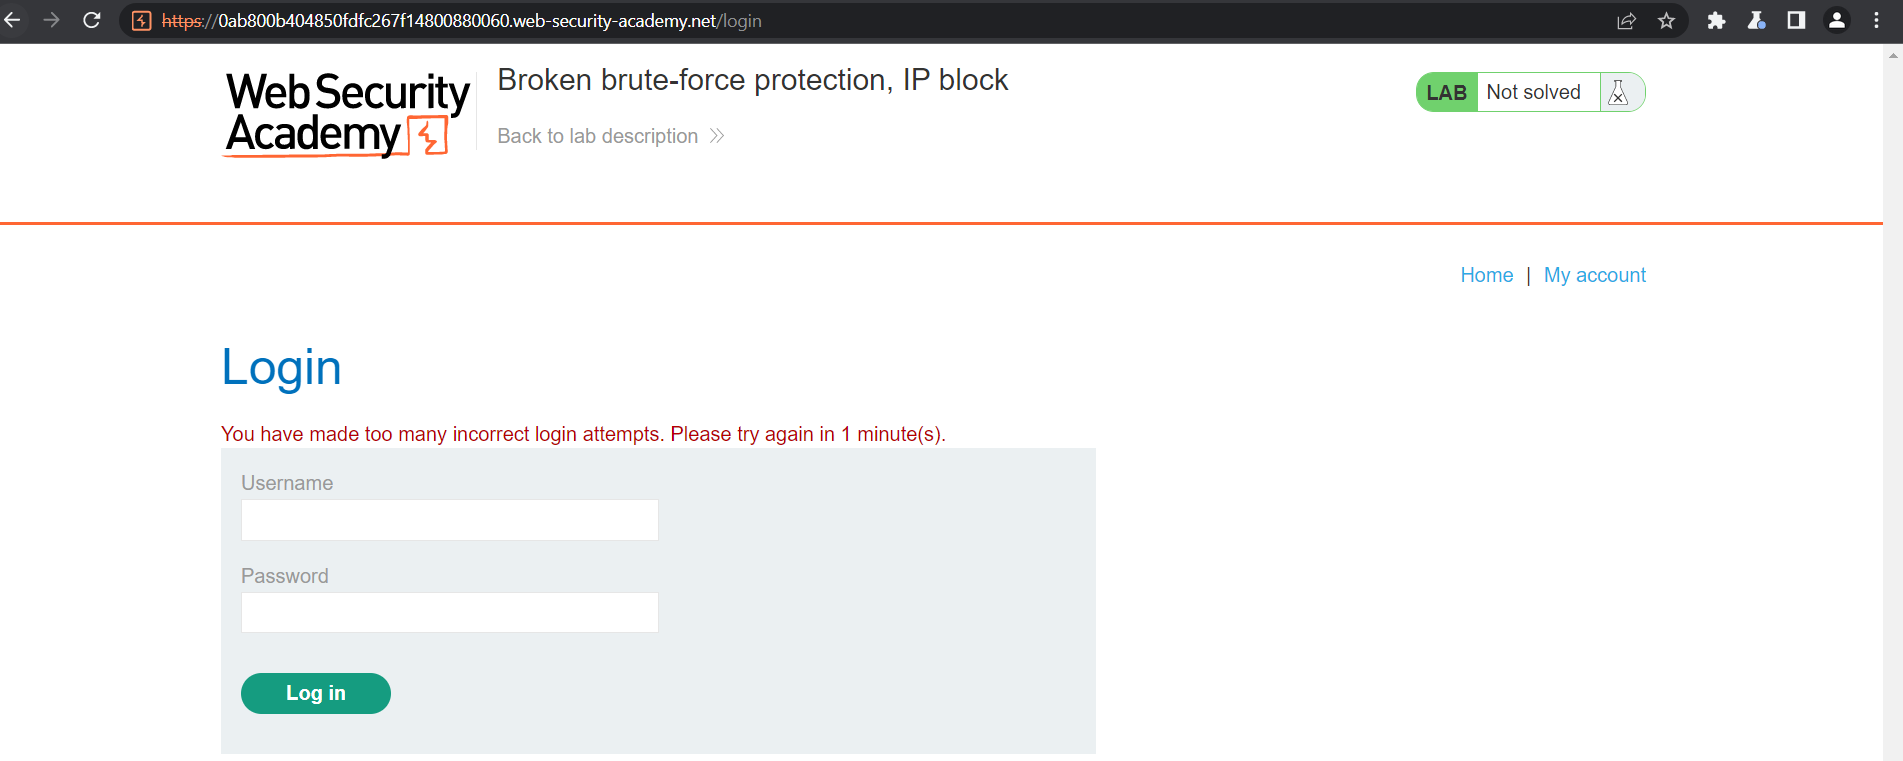 https://0ab800b404850fdfc267f14800880060.web-security-academy.net/login
Web Security
Academy
Broken brute-force protection, IP block
Back to lab description
LAB Not solved
Home | My account
Login
You have made too many incorrect login attempts. Please try again in 1 minute(s).
Username
Password
Log in